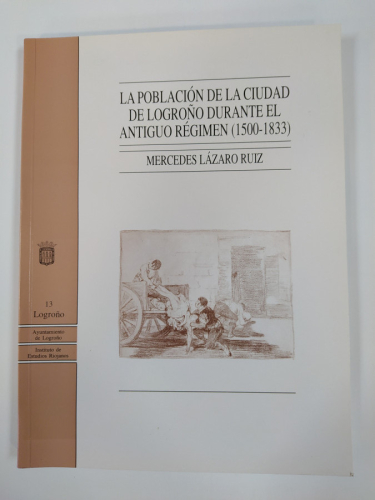 LA POBLACIÓN DE LA CIUDAD
DE LOGROÑO DURANTE EL
ANTIGUO RÉGIMEN (1500-1833)
MERCEDES LÁZARO RUIZ
13
Logroño
Ayuntamiento
de Logroño
Instituto de
Estudios Riojanos